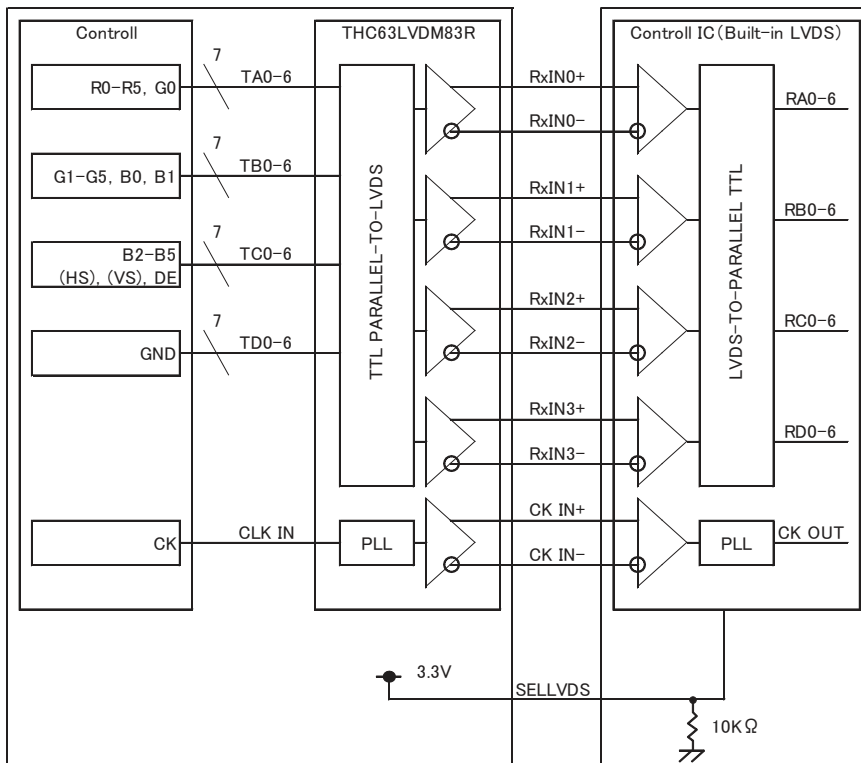 Controll
THC63LVDM83R
Controll IC(Built-in LVDS)
R0-R5, G0
7
TA0-6
RxIN0+
RxIN0-
RA0-6
G1-G5, B0, B1
7
TB0-6
RxIN1+
RxIN1-
RB0-6
B2-B5
(HS), (VS), DE
7
TC0-6
RxIN2+
RxIN2-
RC0-6
GND
7
TD0-6
RxIN3+
RxIN3-
RD0-6
TTL PARALLEL-TO-LVDS
LVDS-TO-PARALLEL TTL
CK
CLK IN
PLL
CK IN+
CK IN-
PLL
CK OUT
3.3V
SELLVDS
10KΩ